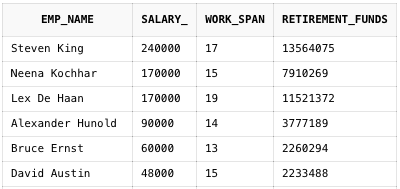 EMP_NAME SALARY_ WORK_SPAN RETIREMENT_FUNDS
Steven King 240000 17 13564075
Neena Kochhar 170000 15 7910269
Lex De Haan 170000 19 11521372
Alexander Hunold 90000 14 3777189
Bruce Ernst 60000 13 2260294
David Austin 48000 15 2233488